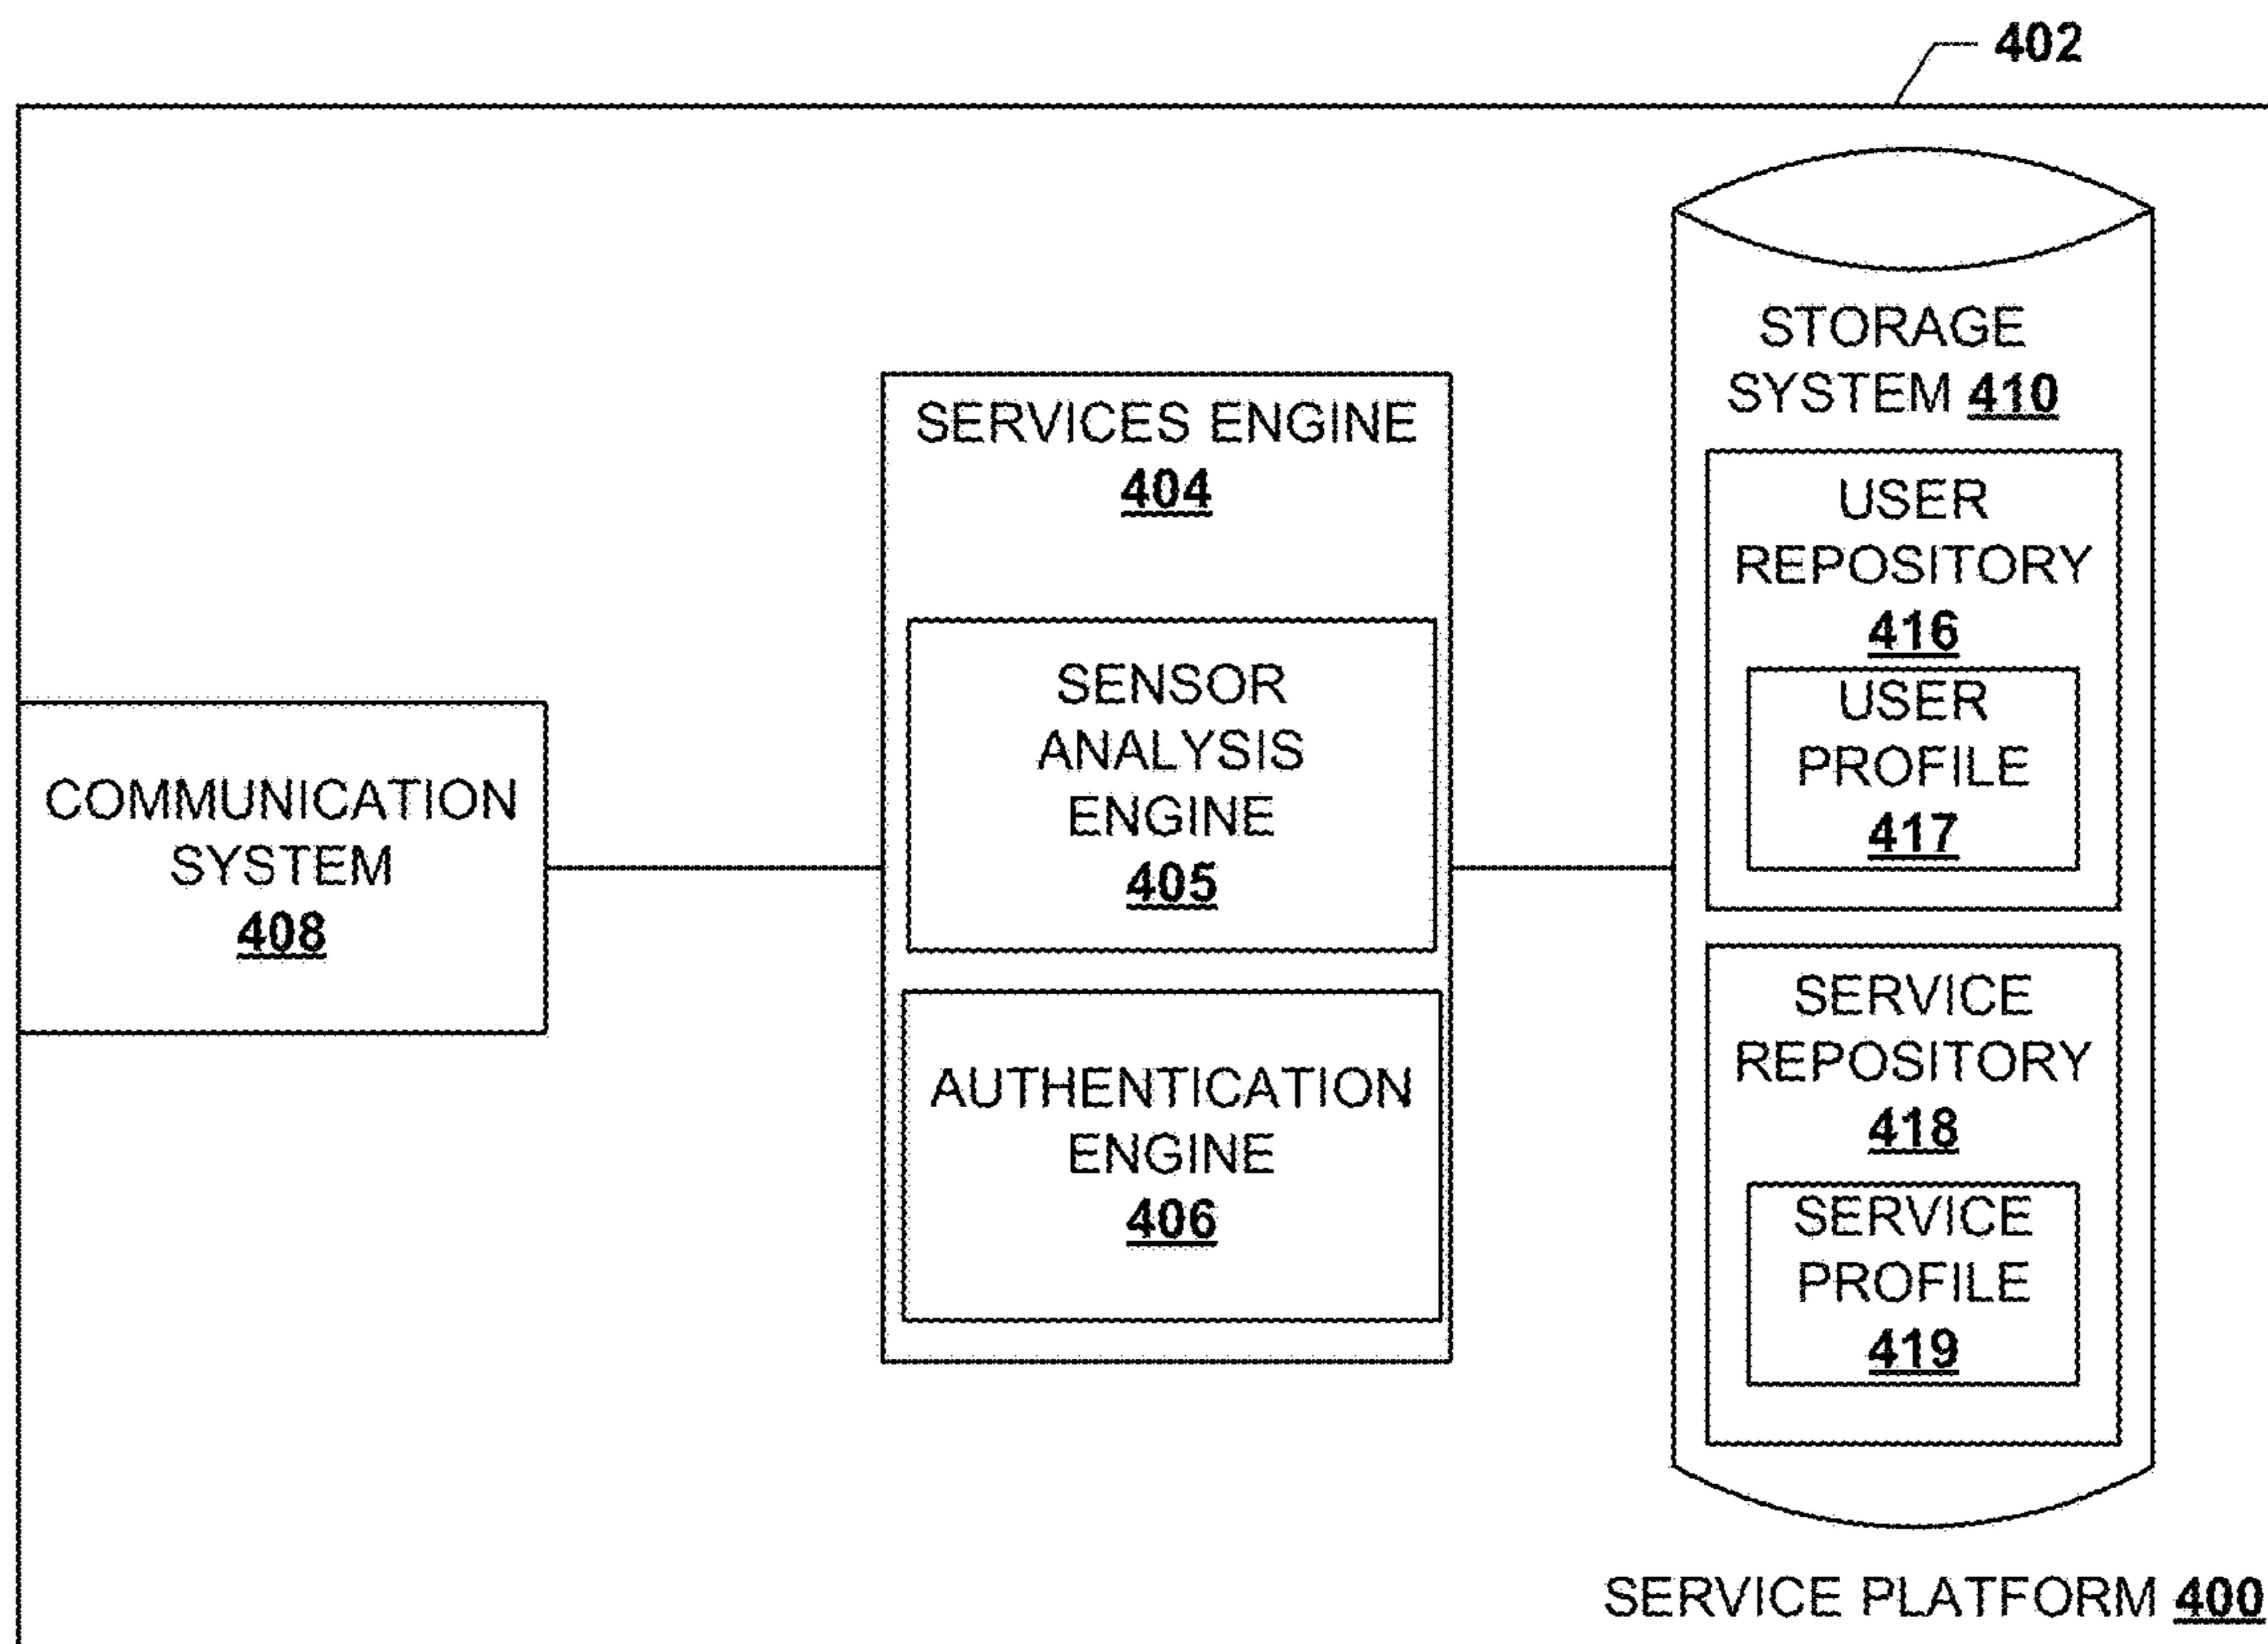 402
COMMUNICATION
SYSTEM
408
SERVICES ENGINE
404
SENSOR
ANALYSIS
ENGINE
405
AUTHENTICATION
ENGINE
406
STORAGE
SYSTEM 410
USER
REPOSITORY
416
USER
PROFILE
417
SERVICE
REPOSITORY
418
SERVICE
PROFILE
419
SERVICE PLATFORM 400